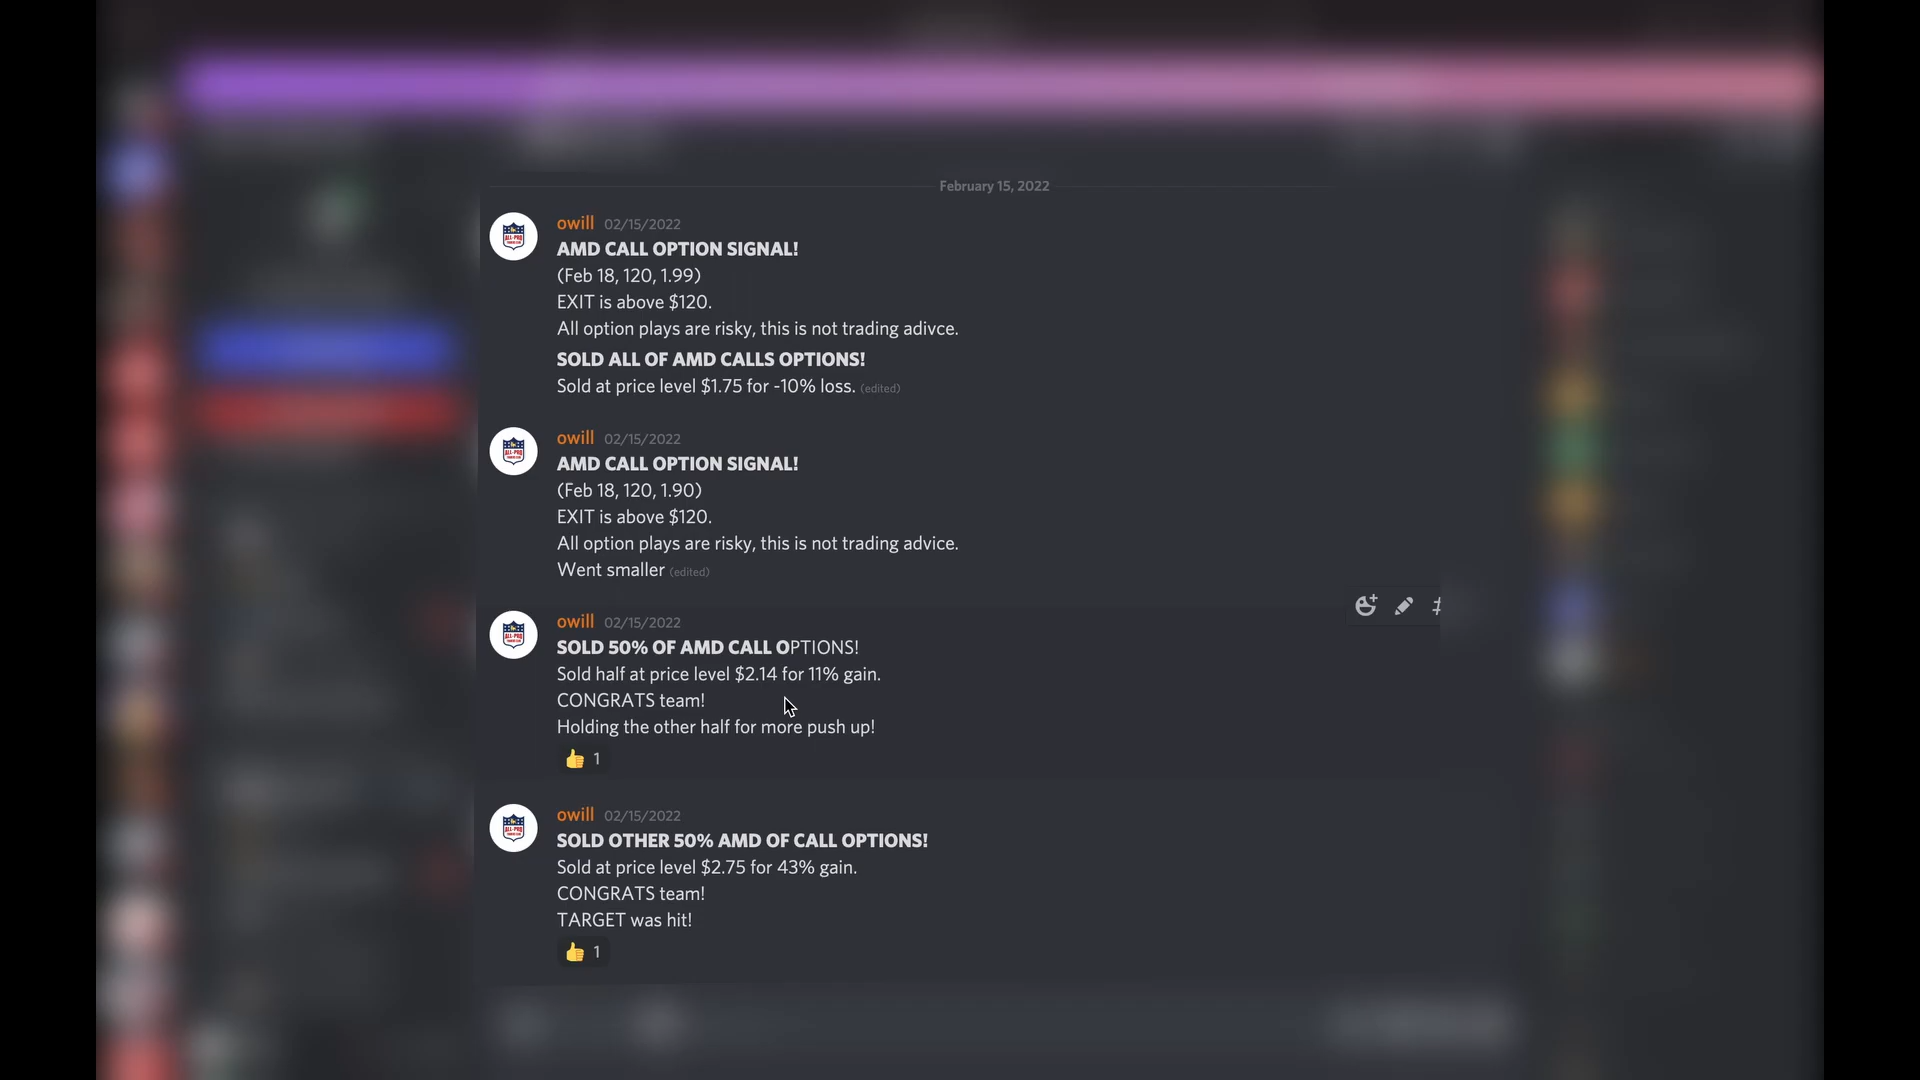 February 15, 2022
owill 02/15/2022
AMD CALL OPTION SIGNAL!
(Feb 18, 120, 1.99)
EXIT is above $120.
All option plays are risky, this is not trading adivce.
SOLD ALL OF AMD CALLS OPTIONS!
Sold at price level $1.75 for -10% loss. (edited)
owill 02/15/2022
AMD CALL OPTION SIGNAL!
(Feb 18, 120, 1.90)
EXIT is above $120.
All option plays are risky, this is not trading advice.
Went smaller (edited)
owill 02/15/2022
SOLD 50% OF AMD CALL OPTIONS!
Sold half at price level $2.14 for 11% gain.
CONGRATS team!
Holding the other half for more push up!
👍 1
owill 02/15/2022
SOLD OTHER 50% AMD OF CALL OPTIONS!
Sold at price level $2.75 for 43% gain.
CONGRATS team!
TARGET was hit!
👍 1